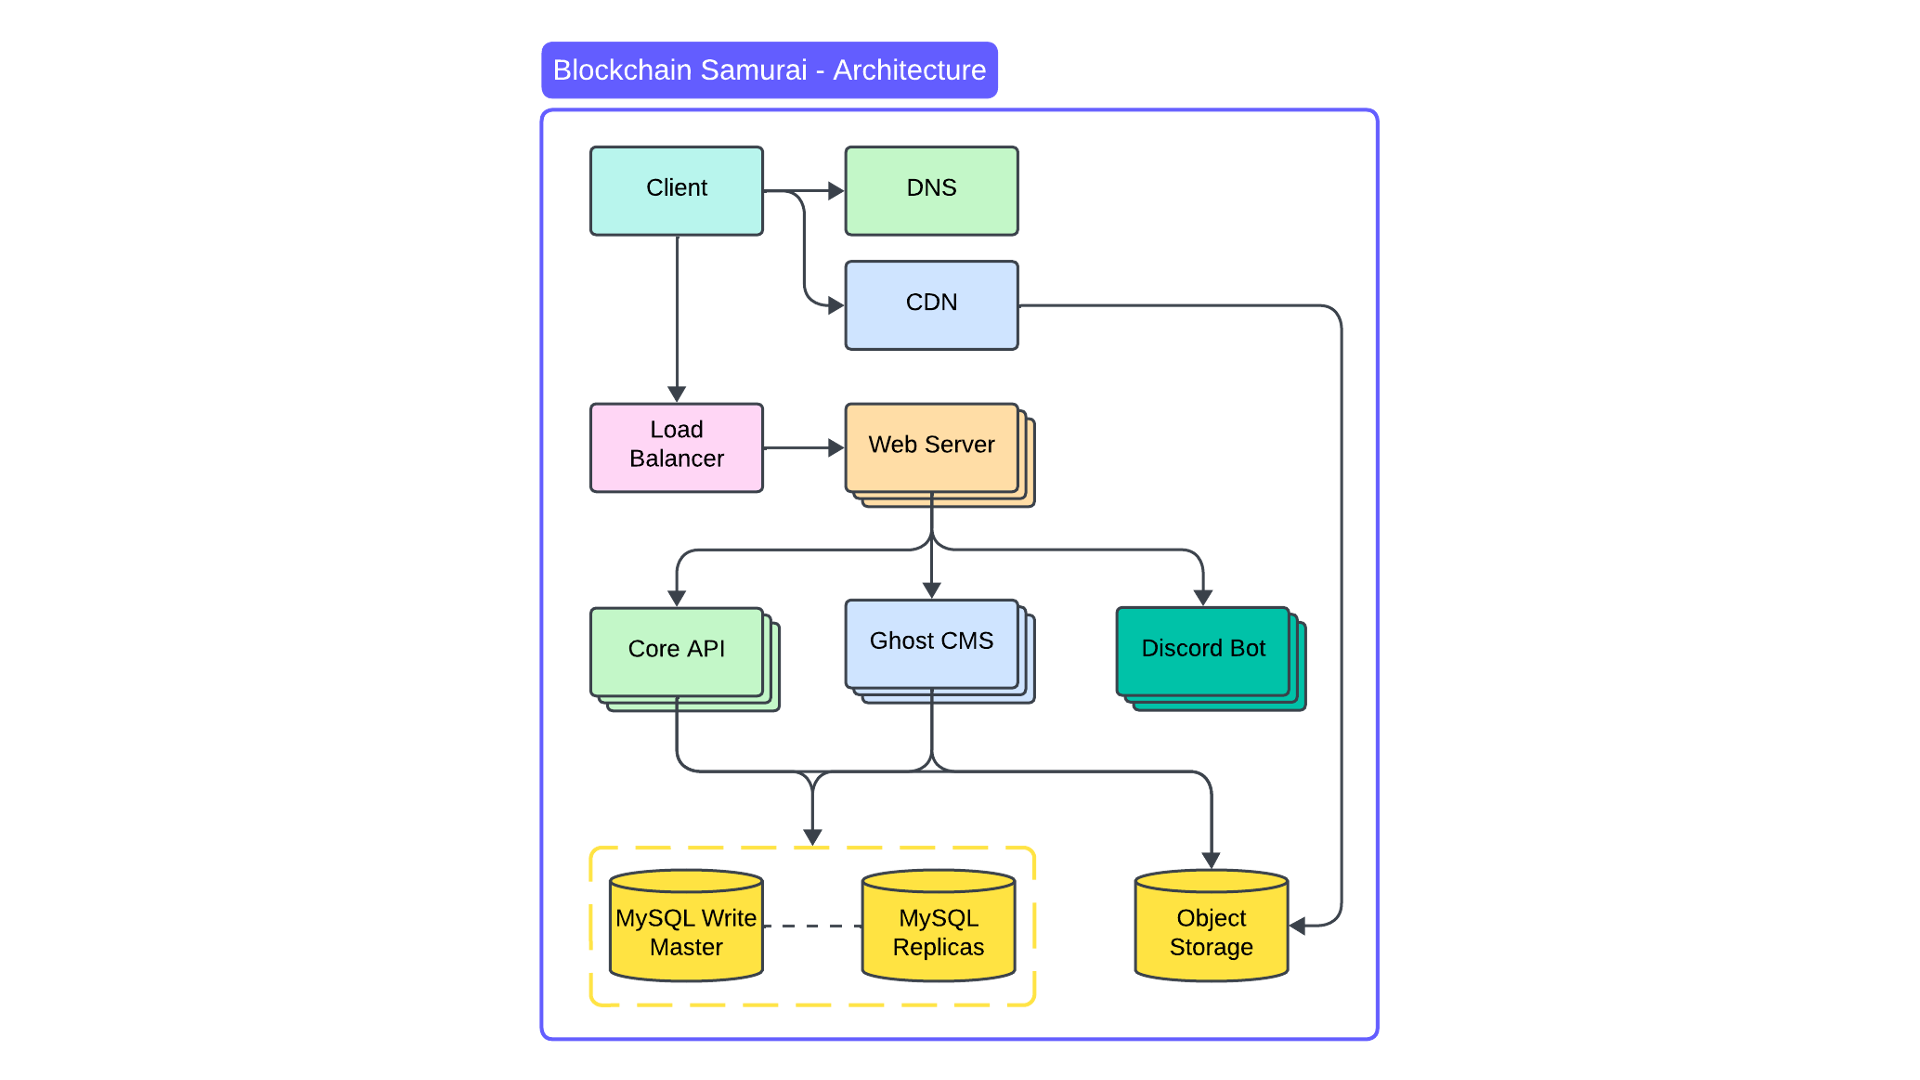 Blockchain Samurai - Architecture
Client
DNS
CDN
Load
Balancer
Web Server
Core API
Ghost CMS
Discord Bot
MySQL Write
Master
MySQL
Replicas
Object
Storage